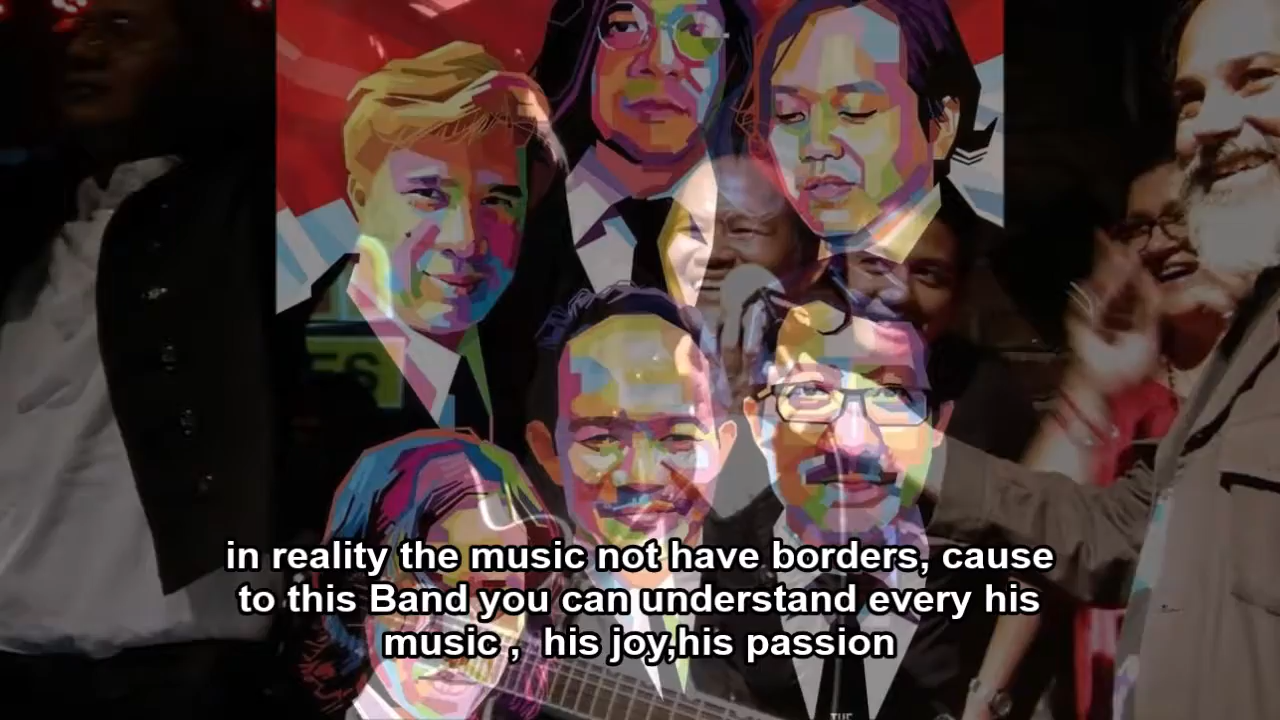 in reality the music not have borders, cause
to this Band you can understand every his
music , his joy,his passion
THE